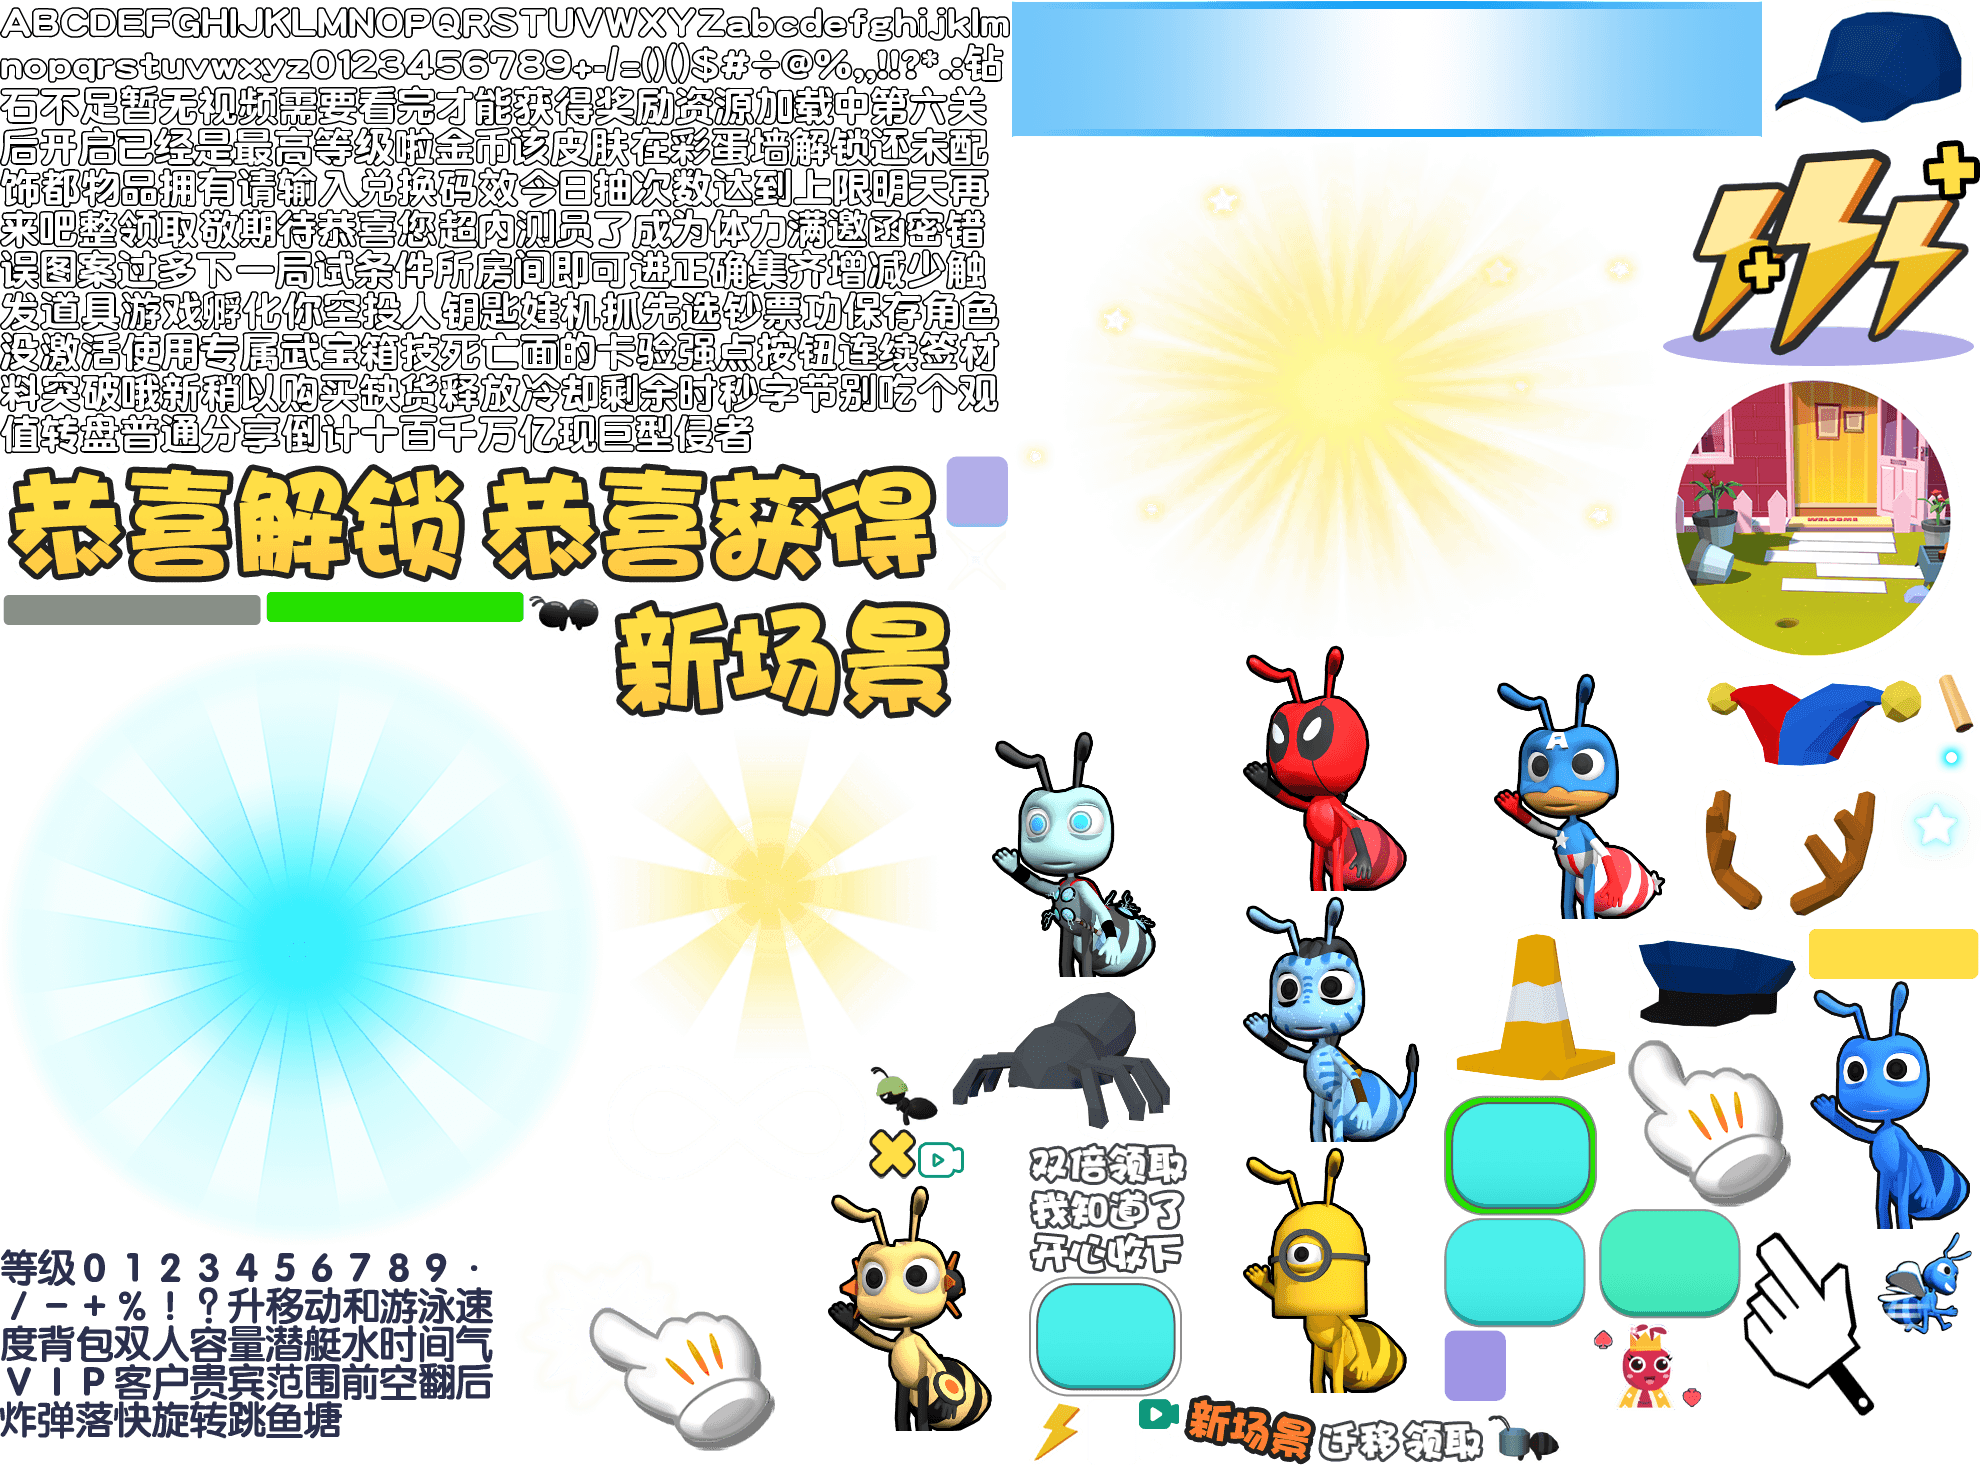 ABCDEFGHIJKLMNOPQRSTUVWXYZabcdefghijklm
nopqrstuvwxyz0123456789+-/=()()$#÷@%,,!!?*.:钻
石不足暂无视频需要看完才能获得奖励资源加载中第六关
后开启已经是最高等级啦金币该皮肤在彩蛋墙解锁还未配
饰都物品拥有请输入兑换码效今日抽次数达到上限明天再
来吧整领取敬期待恭喜您超内测员了成为体力满邀函密错
误图案过多下一局试条件所房间即可进正确集齐增减少触
发道具游戏孵化你空投人钥匙娃机抓先选钞票功保存角色
没激活使用专属武宝箱技死亡面的卡验强点按钮连续签材
料突破哦新稍以购买缺货释放冷却剩余时秒字节别吃个观
值转盘普通分享倒计十百千万亿现巨型侵者
恭喜解锁 恭喜获得
新场景
WELCOME
A
双倍领取
我知道了
开心收下
等级0123456789·
/-+%!?升移动和游泳速
度背包双人容量潜艇水时间气
VIP客户贵宾范围前空翻后
炸弹落快旋转跳鱼塘
新场景 迁移 领取